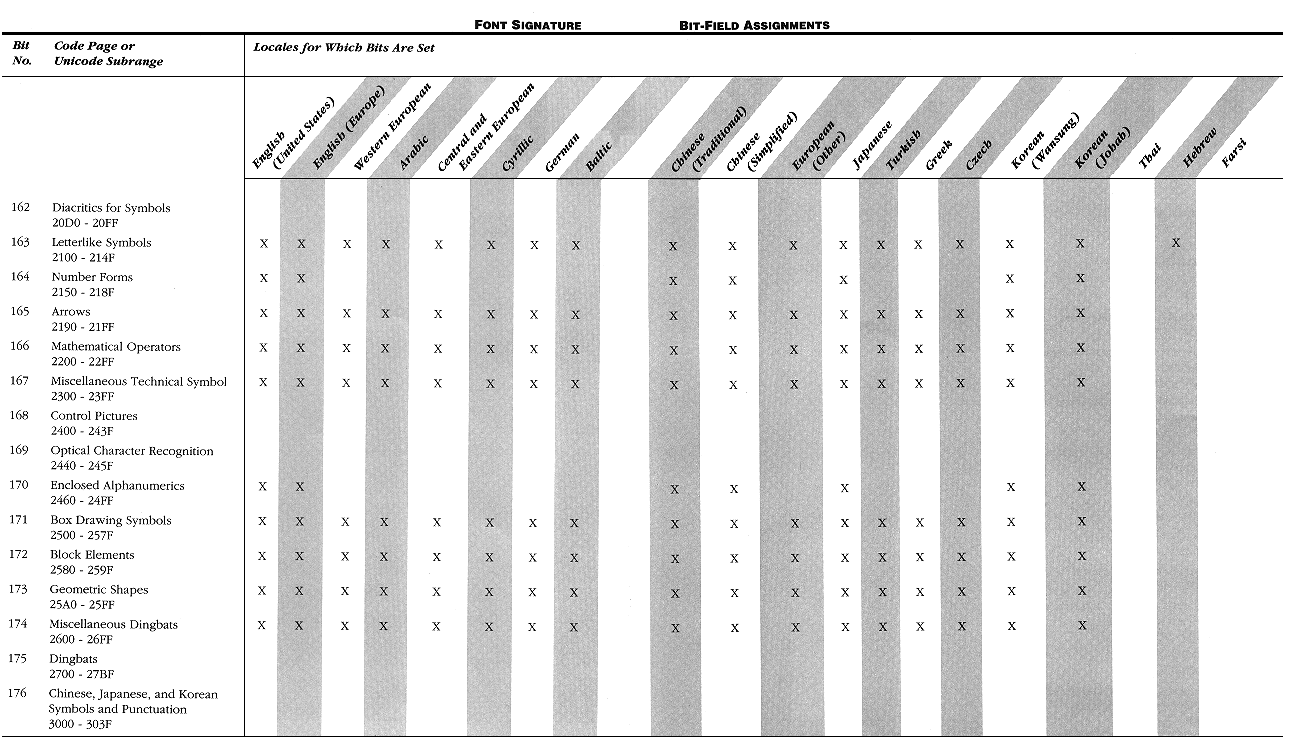 FONT SIGNATURE BIT-FIELD ASSIGNMENTS
Bit No.
Code Page or Unicode Subrange
Locales for Which Bits Are Set
English
(United States)
English (Europe)
Western European
Arabic
Central and
Eastern European
Cyrillic
German
Baltic
Chinese
(Traditional)
Chinese
(Simplified)
European
(Other)
Japanese
Turkish
Greek
Czech
Korean
(Wansung)
Korean
(Johab)
Thai
Hebrew
Farsi
162 Diacritics for Symbols
20D0 - 20FF
163 Letterlike Symbols X X X X X X X X X X X X X X X X X X
2100 - 214F
164 Number Forms X X X X X X X
2150 - 218F
165 Arrows X X X X X X X X X X X X X X X X X
2190 - 21FF
166 Mathematical Operators X X X X X X X X X X X X X X X X X
2200 - 22FF
167 Miscellaneous Technical Symbol X X X X X X X X X X X X X X X X X
2300 - 23FF
168 Control Pictures
2400 - 243F
169 Optical Character Recognition
2440 - 245F
170 Enclosed Alphanumerics X X X X X X X
2460 - 24FF
171 Box Drawing Symbols X X X X X X X X X X X X X X X X X
2500 - 257F
172 Block Elements X X X X X X X X X X X X X X X X X
2580 - 259F
173 Geometric Shapes X X X X X X X X X X X X X X X X X
25A0 - 25FF
174 Miscellaneous Dingbats X X X X X X X X X X X X X X X X X
2600 - 26FF
175 Dingbats
2700 - 27BF
176 Chinese, Japanese, and Korean
Symbols and Punctuation
3000 - 303F